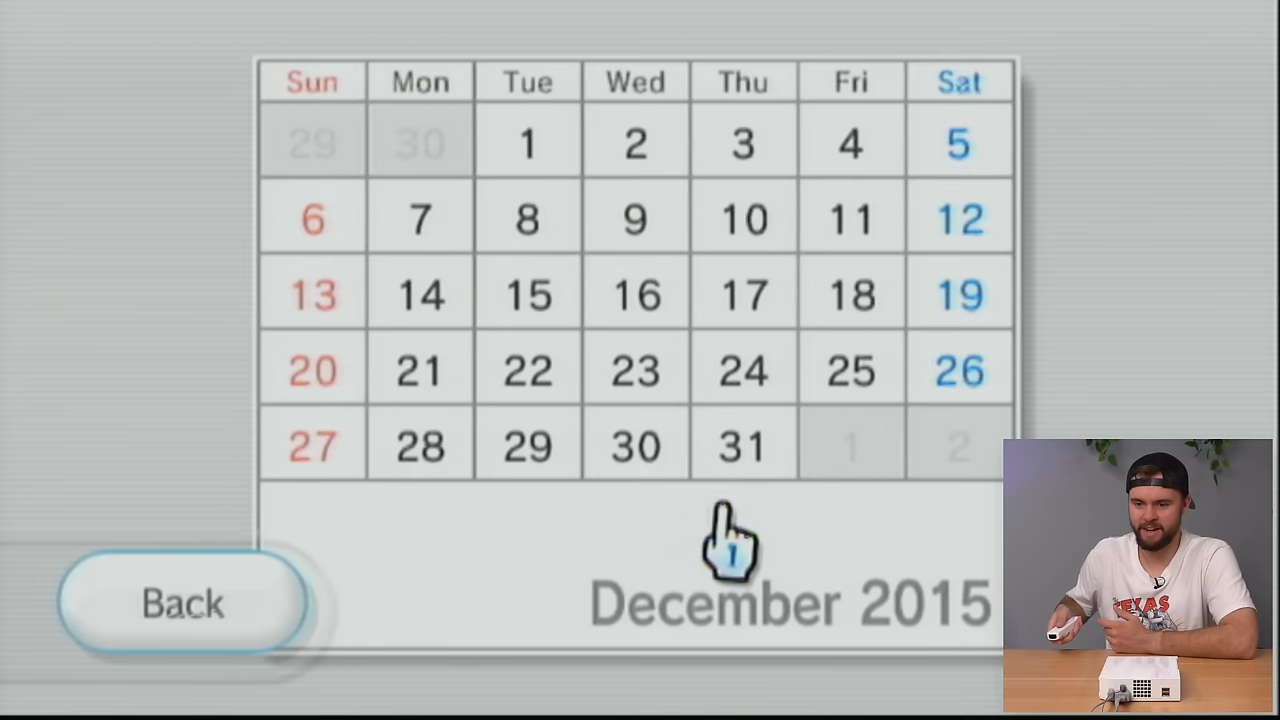 Sun Mon Tue Wed Thu Fri Sat
29 30 1 2 3 4 5
6 7 8 9 10 11 12
13 14 15 16 17 18 19
20 21 22 23 24 25 26
27 28 29 30 31 1 2
1
December 2015
Back
TEXAS